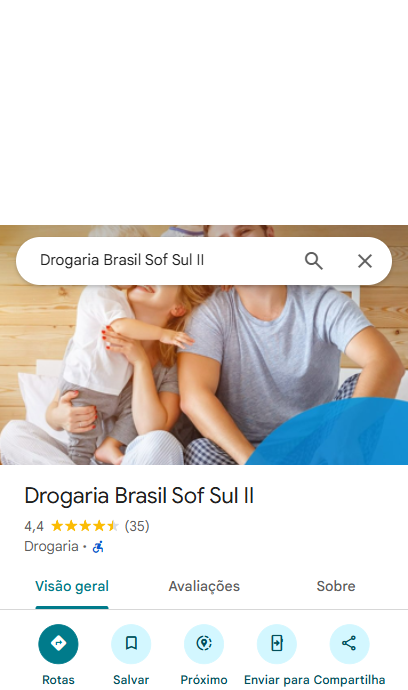 Drogaria Brasil Sof Sul II
Drogaria Brasil Sof Sul II
4,4 (35)
Drogaria ·
Visão geral Avaliações Sobre
Rotas Salvar Próximo Enviar para Compartilha